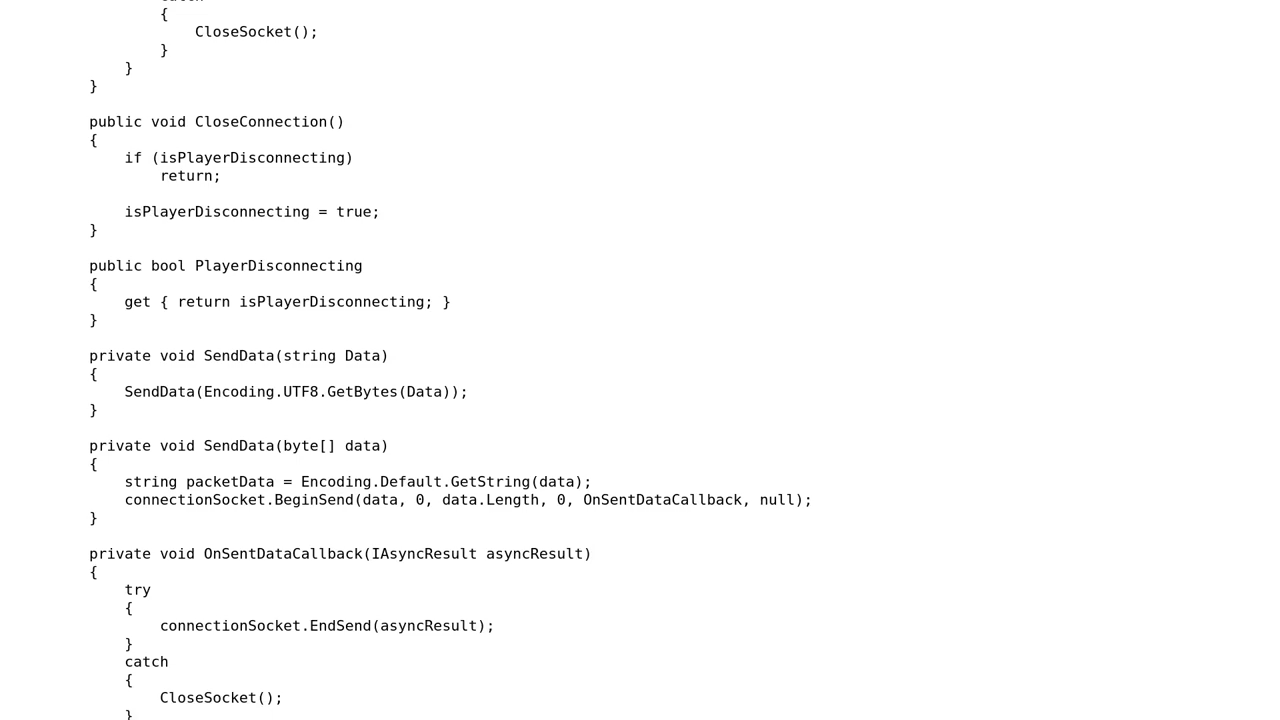 {
CloseSocket();
}
}
}
public void CloseConnection()
{
if (isPlayerDisconnecting)
return;
isPlayerDisconnecting = true;
}
public bool PlayerDisconnecting
{
get { return isPlayerDisconnecting; }
}
private void SendData(string Data)
{
SendData(Encoding.UTF8.GetBytes(Data));
}
private void SendData(byte[] data)
{
string packetData = Encoding.Default.GetString(data);
connectionSocket.BeginSend(data, 0, data.Length, 0, OnSentDataCallback, null);
}
private void OnSentDataCallback(IAsyncResult asyncResult)
{
try
{
connectionSocket.EndSend(asyncResult);
}
catch
{
CloseSocket();
}